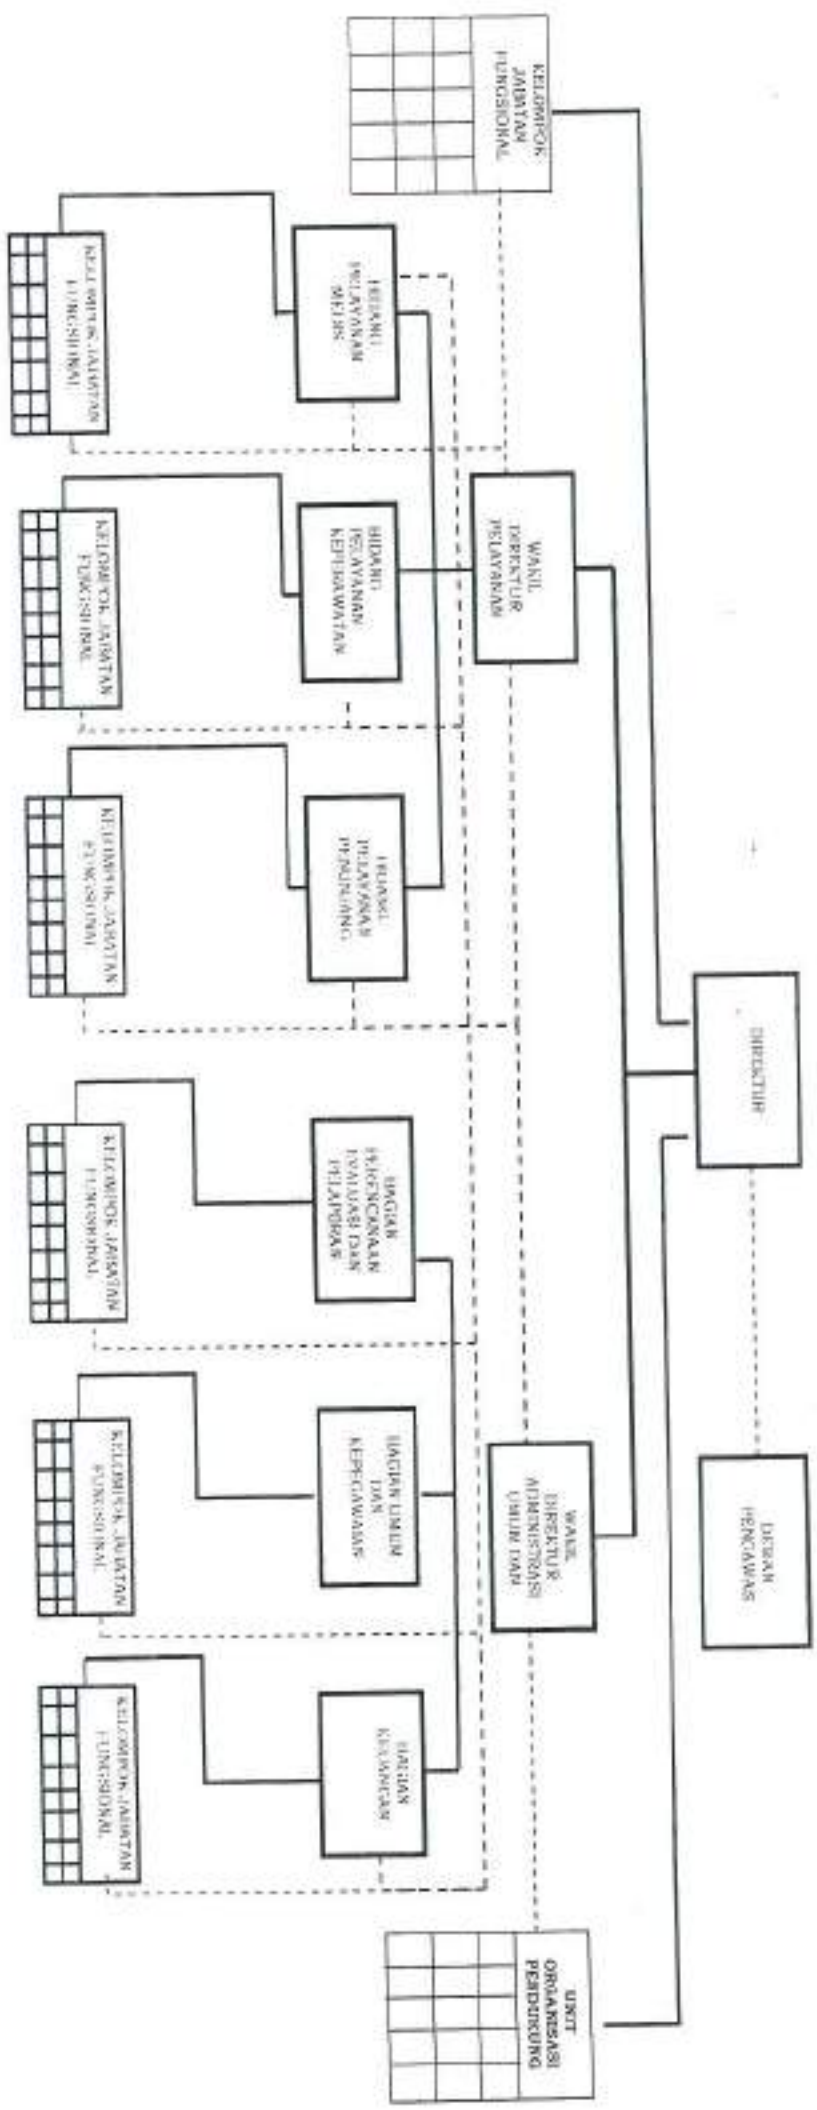 DIREKTUR
DEWAN
PENGAWAS
KELOMPOK
JABATAN
FUNGSIONAL
WAKIL
DIREKTUR
PELAYANAN
WAKIL
DIREKTUR
ADMINISTRASI
UMUM DAN
UNIT
ORGANISASI
PENDUKUNG
BIDANG
PELAYANAN
MEDIS
BIDANG
PELAYANAN
KEPERAWATAN
BIDANG
PELAYANAN
PENUNJANG
BAGIAN
PERENCANAAN
EVALUASI DAN
PELAPORAN
BAGIAN UMUM
DAN
KEPEGAWAIAN
BAGIAN
KEUANGAN
KELOMPOK JABATAN
FUNGSIONAL
KELOMPOK JABATAN
FUNGSIONAL
KELOMPOK JABATAN
FUNGSIONAL
KELOMPOK JABATAN
FUNGSIONAL
KELOMPOK JABATAN
FUNGSIONAL
KELOMPOK JABATAN
FUNGSIONAL